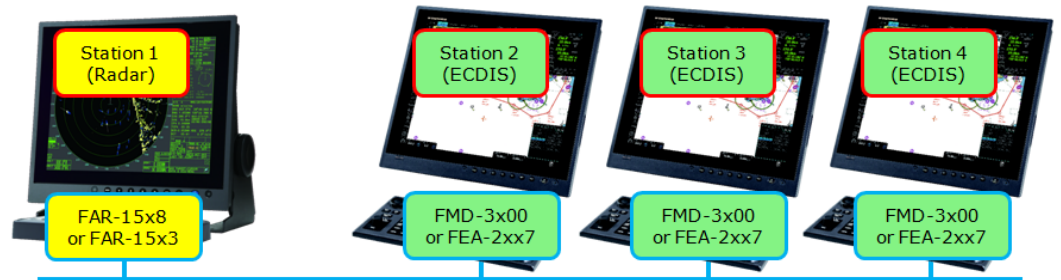 Station 1
(Radar)
Station 2
(ECDIS)
Station 3
(ECDIS)
Station 4
(ECDIS)
FAR-15x8
or FAR-15x3
FMD-3x00
or FEA-2xx7
FMD-3x00
or FEA-2xx7
FMD-3x00
or FEA-2xx7